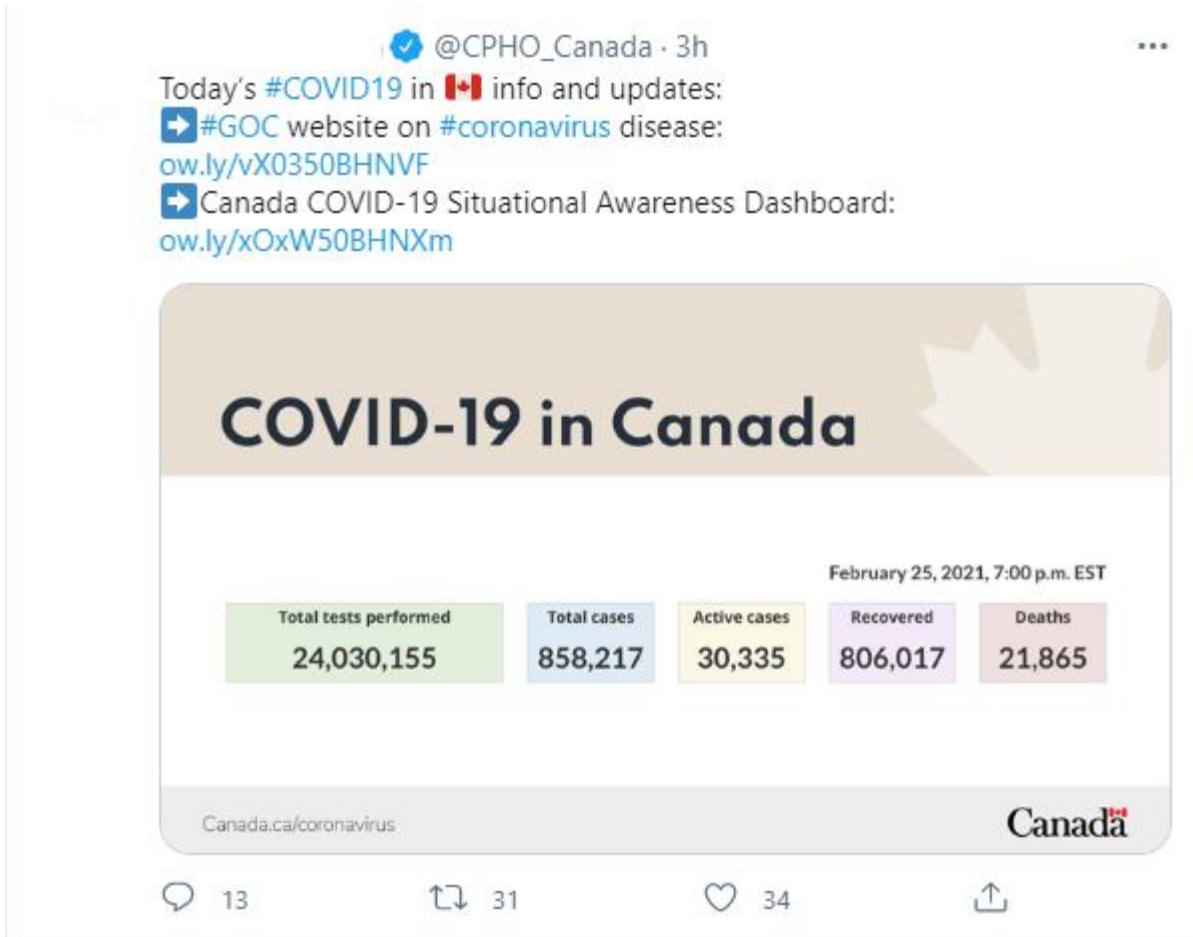 @CPHO_Canada · 3h
Today's #COVID19 in 🇨🇦 info and updates:
➡️#GOC website on #coronavirus disease:
ow.ly/vX0350BHNVF
➡️Canada COVID-19 Situational Awareness Dashboard:
ow.ly/xOxW50BHNXm
COVID-19 in Canada
February 25, 2021, 7:00 p.m. EST
Total tests performed Total cases Active cases Recovered Deaths
24,030,155 858,217 30,335 806,017 21,865
Canada.ca/coronavirus Canada
13 31 34